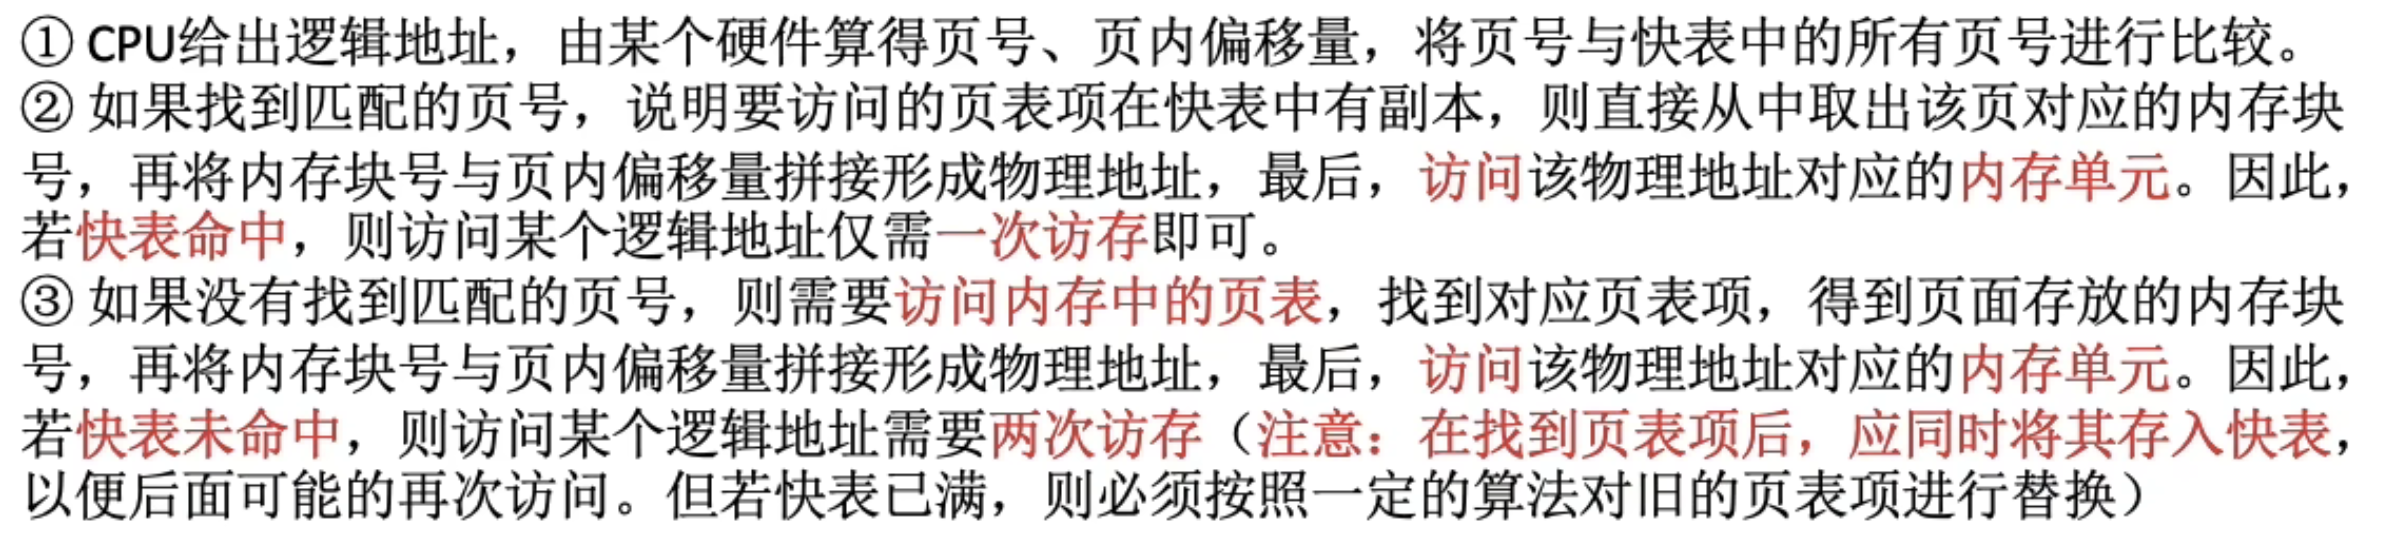 ① CPU给出逻辑地址，由某个硬件算得页号、页内偏移量，将页号与快表中的所有页号进行比较。
② 如果找到匹配的页号，说明要访问的页表项在快表中有副本，则直接从中取出该页对应的内存块
号，再将内存块号与页内偏移量拼接形成物理地址，最后，访问该物理地址对应的内存单元。因此，
若快表命中，则访问某个逻辑地址仅需一次访存即可。
③ 如果没有找到匹配的页号，则需要访问内存中的页表，找到对应页表项，得到页面存放的内存块
号，再将内存块号与页内偏移量拼接形成物理地址，最后，访问该物理地址对应的内存单元。因此，
若快表未命中，则访问某个逻辑地址需要两次访存（注意：在找到页表项后，应同时将其存入快表，
以便后面可能的再次访问。但若快表已满，则必须按照一定的算法对旧的页表项进行替换）